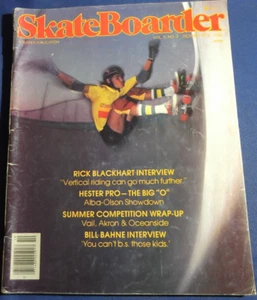 SkateBoarder
RICK BLACKHART INTERVIEW
"Vertical riding can go much further."
HESTER PRO—THE BIG "O"
Alba-Olson Showdown
SUMMER COMPETITION WRAP-UP
Vail, Akron & Oceanside
BILL BAHNE INTERVIEW
'You can't b.s. those kids.'